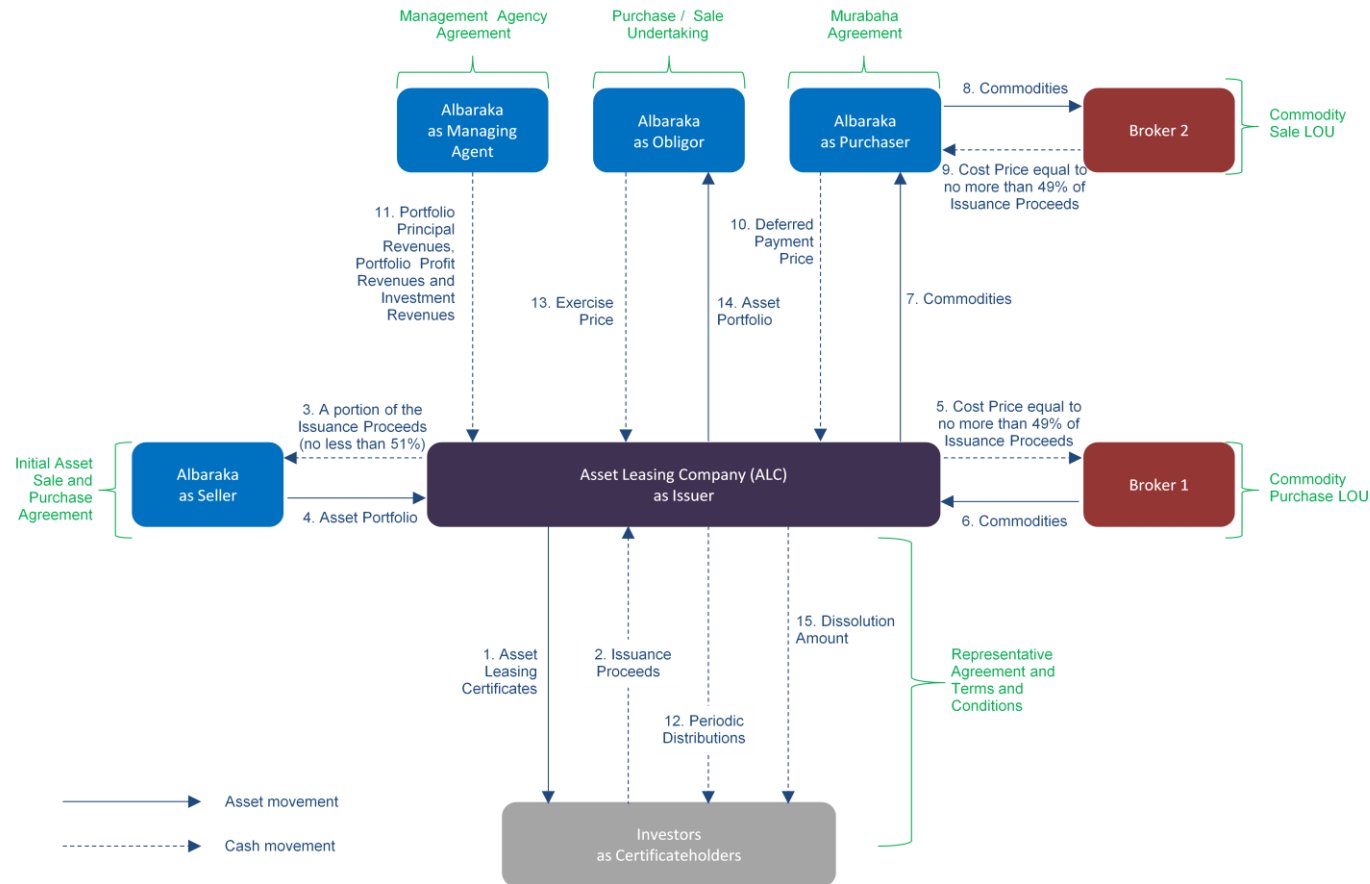 Management Agency
Agreement
Purchase / Sale
Undertaking
Murabaha
Agreement
Albaraka
as Managing
Agent
Albaraka
as Obligor
Albaraka
as Purchaser
8. Commodities
Broker 2
Commodity
Sale LOU
9. Cost Price equal to
no more than 49% of
Issuance Proceeds
11. Portfolio
Principal
Revenues,
Portfolio Profit
Revenues and
Investment
Revenues
13. Exercise
Price
14. Asset
Portfolio
10. Deferred
Payment
Price
7. Commodities
Initial Asset
Sale and
Purchase
Agreement
Albaraka
as Seller
3. A portion of the
Issuance Proceeds
(no less than 51%)
4. Asset Portfolio
Asset Leasing Company (ALC)
as Issuer
5. Cost Price equal to
no more than 49% of
Issuance Proceeds
6. Commodities
Broker 1
Commodity
Purchase LOU
1. Asset
Leasing
Certificates
2. Issuance
Proceeds
12. Periodic
Distributions
15. Dissolution
Amount
Representative
Agreement and
Terms and
Conditions
Asset movement
Cash movement
Investors
as Certificateholders